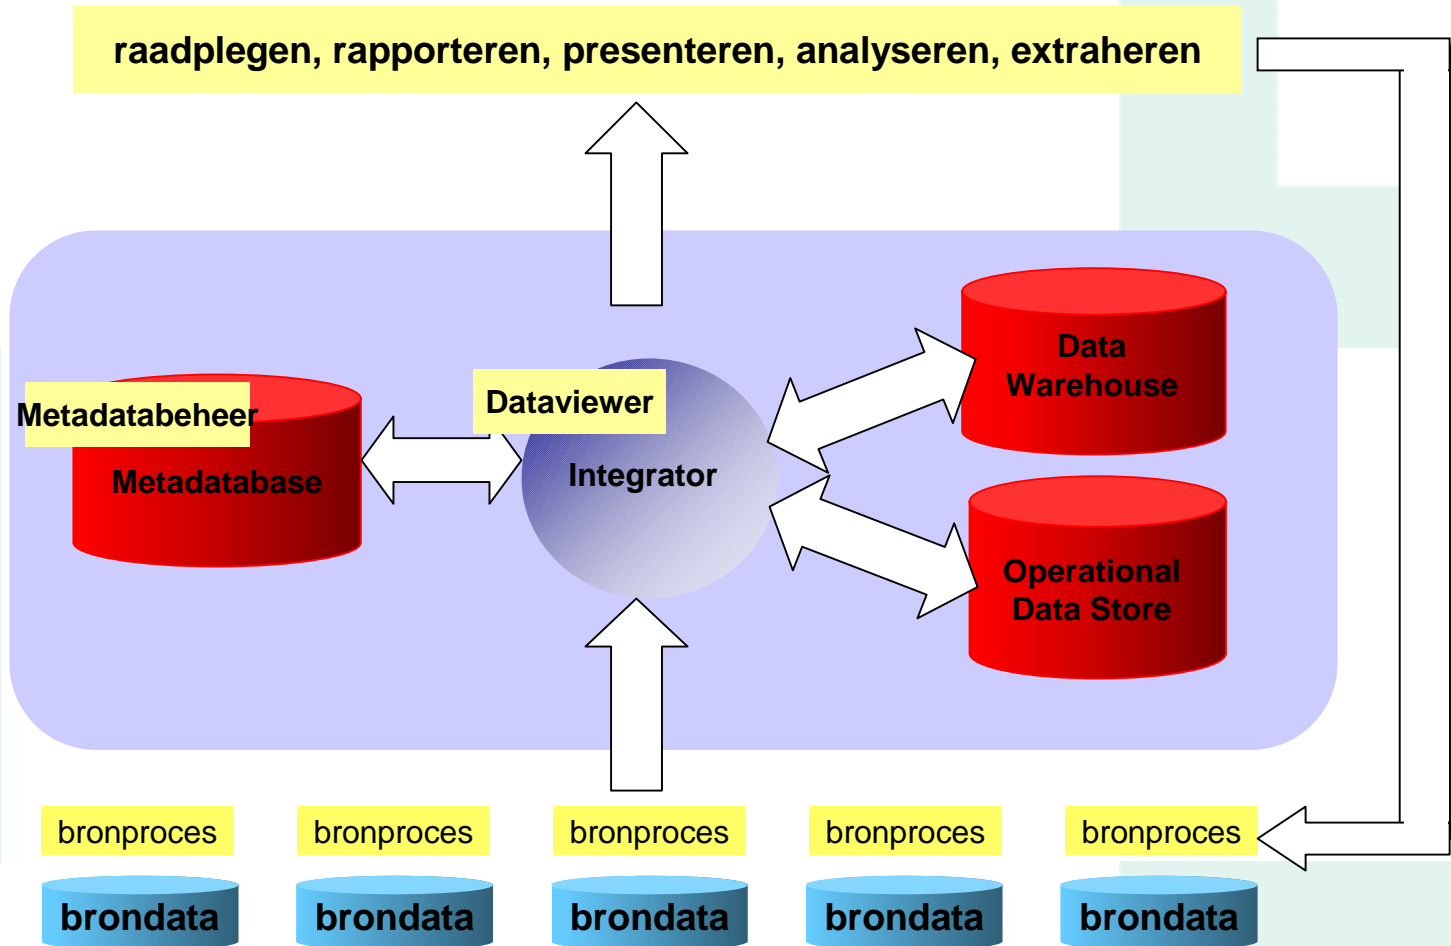 raadplegen, rapporteren, presenteren, analyseren, extraheren
Data
Warehouse
Metadatabeheer
Dataviewer
Metadatabase
Integrator
Operational
Data Store
bronproces
bronproces
bronproces
bronproces
bronproces
brondata
brondata
brondata
brondata
brondata